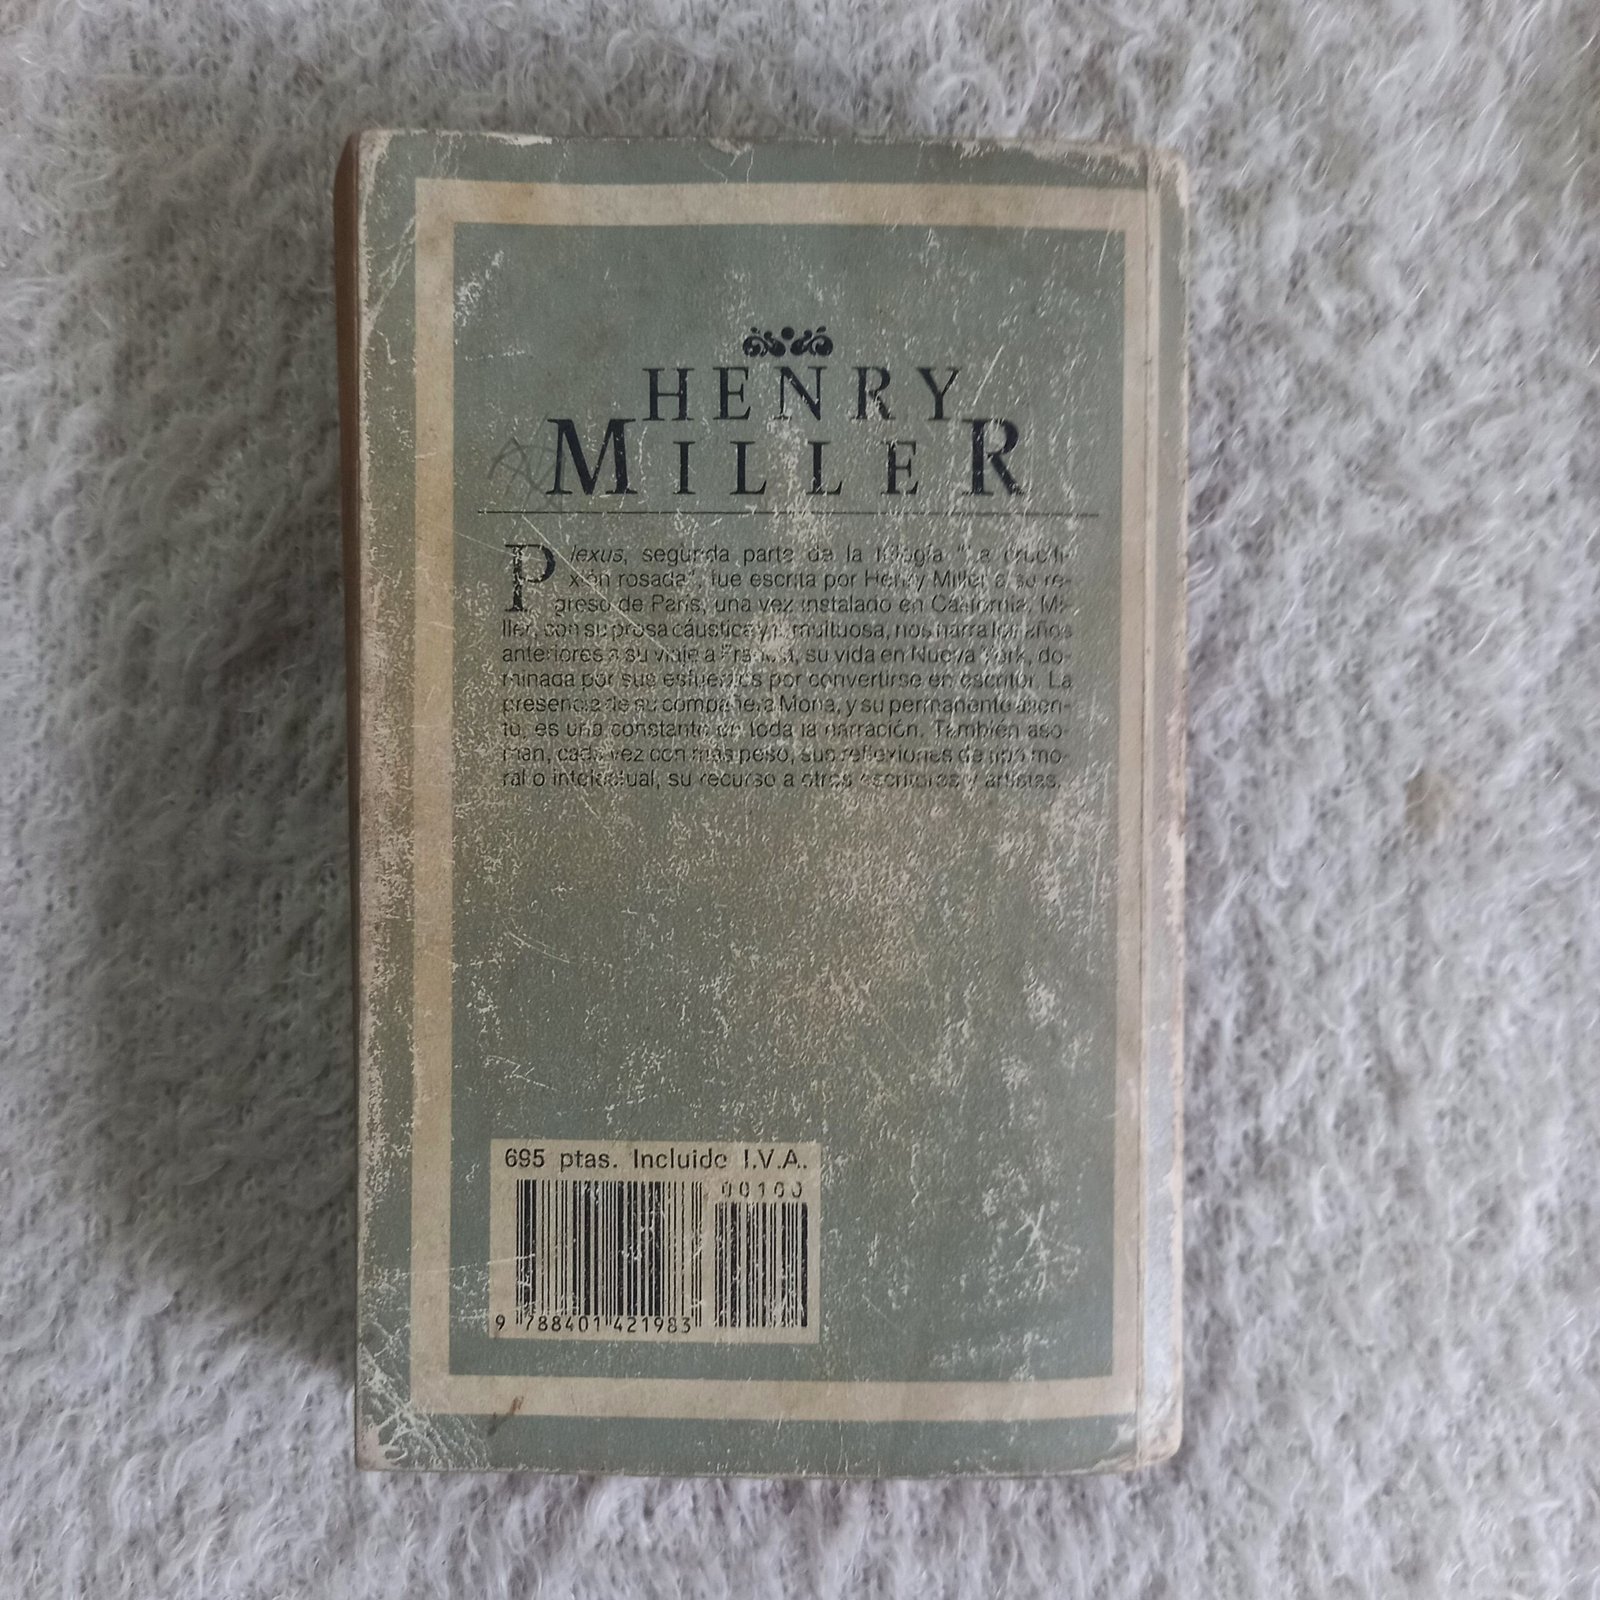 HENRY
MILLER
Plexus, segunda parte de la trilogía "La crucifi-
xión rosada", fue escrita por Henry Miller a su re-
greso de París, una vez instalado en California. Mi-
ller, con su prosa cáustica y tumultuosa, nos narra los años
anteriores a su viaje a Francia, su vida en Nueva York, do-
minada por sus esfuerzos por convertirse en escritor. La
presencia de su compañera Mona, y su permanente alien-
to, es una constante en toda la narración. También aso-
man, cada vez con más peso, sus reflexiones de tipo mo-
ral o intelectual, su recurso a otros escritores y artistas.
695 ptas. Incluido I.V.A.
00100
9 788401 421983